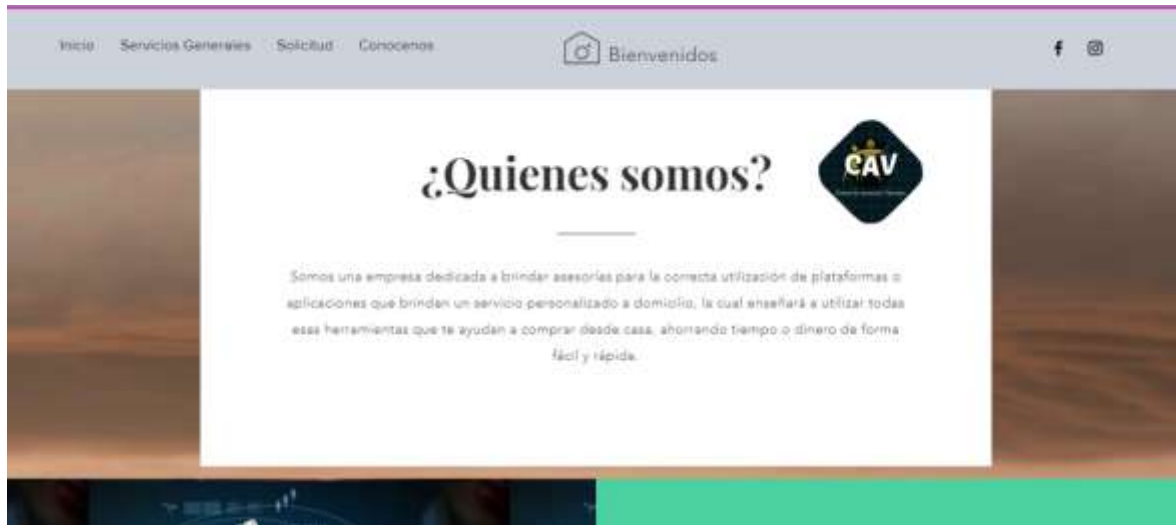 Inicio Servicios Generales Solicitud Conocenos
Bienvenidos
¿Quienes somos?
CAV
Somos una empresa dedicada a brindar asesorías para la correcta utilización de plataformas o
aplicaciones que brinden un servicio personalizado a domicilio, la cual enseñará a utilizar todas
esas herramientas que te ayudan a comprar desde casa, ahorrando tiempo o dinero de forma
fácil y rápida.